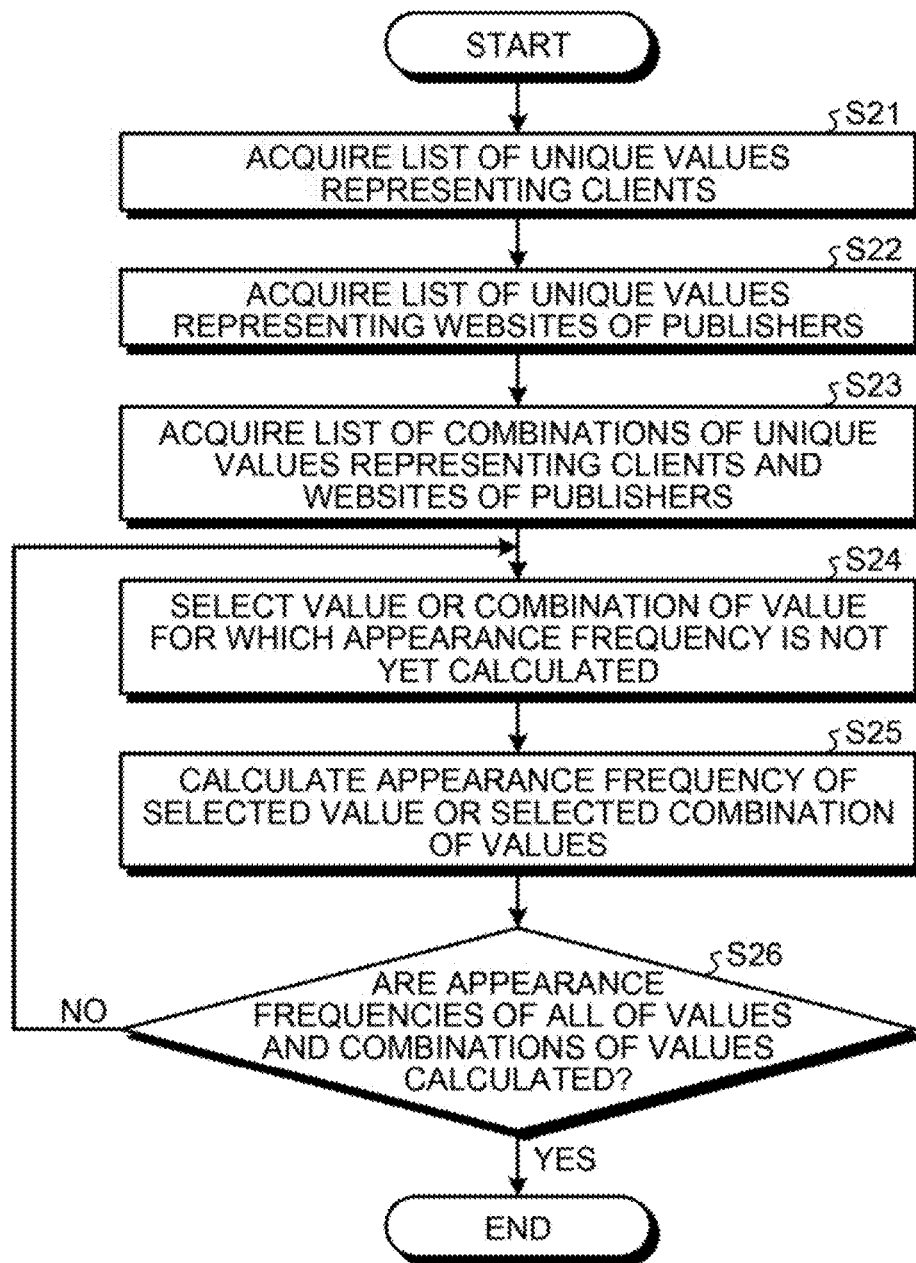 START
S21
ACQUIRE LIST OF UNIQUE VALUES
REPRESENTING CLIENTS
S22
ACQUIRE LIST OF UNIQUE VALUES
REPRESENTING WEBSITES OF PUBLISHERS
S23
ACQUIRE LIST OF COMBINATIONS OF UNIQUE
VALUES REPRESENTING CLIENTS AND
WEBSITES OF PUBLISHERS
S24
SELECT VALUE OR COMBINATION OF VALUE
FOR WHICH APPEARANCE FREQUENCY IS NOT
YET CALCULATED
S25
CALCULATE APPEARANCE FREQUENCY OF
SELECTED VALUE OR SELECTED COMBINATION
OF VALUES
S26
ARE APPEARANCE
FREQUENCIES OF ALL OF VALUES
AND COMBINATIONS OF VALUES
CALCULATED?
NO
YES
END